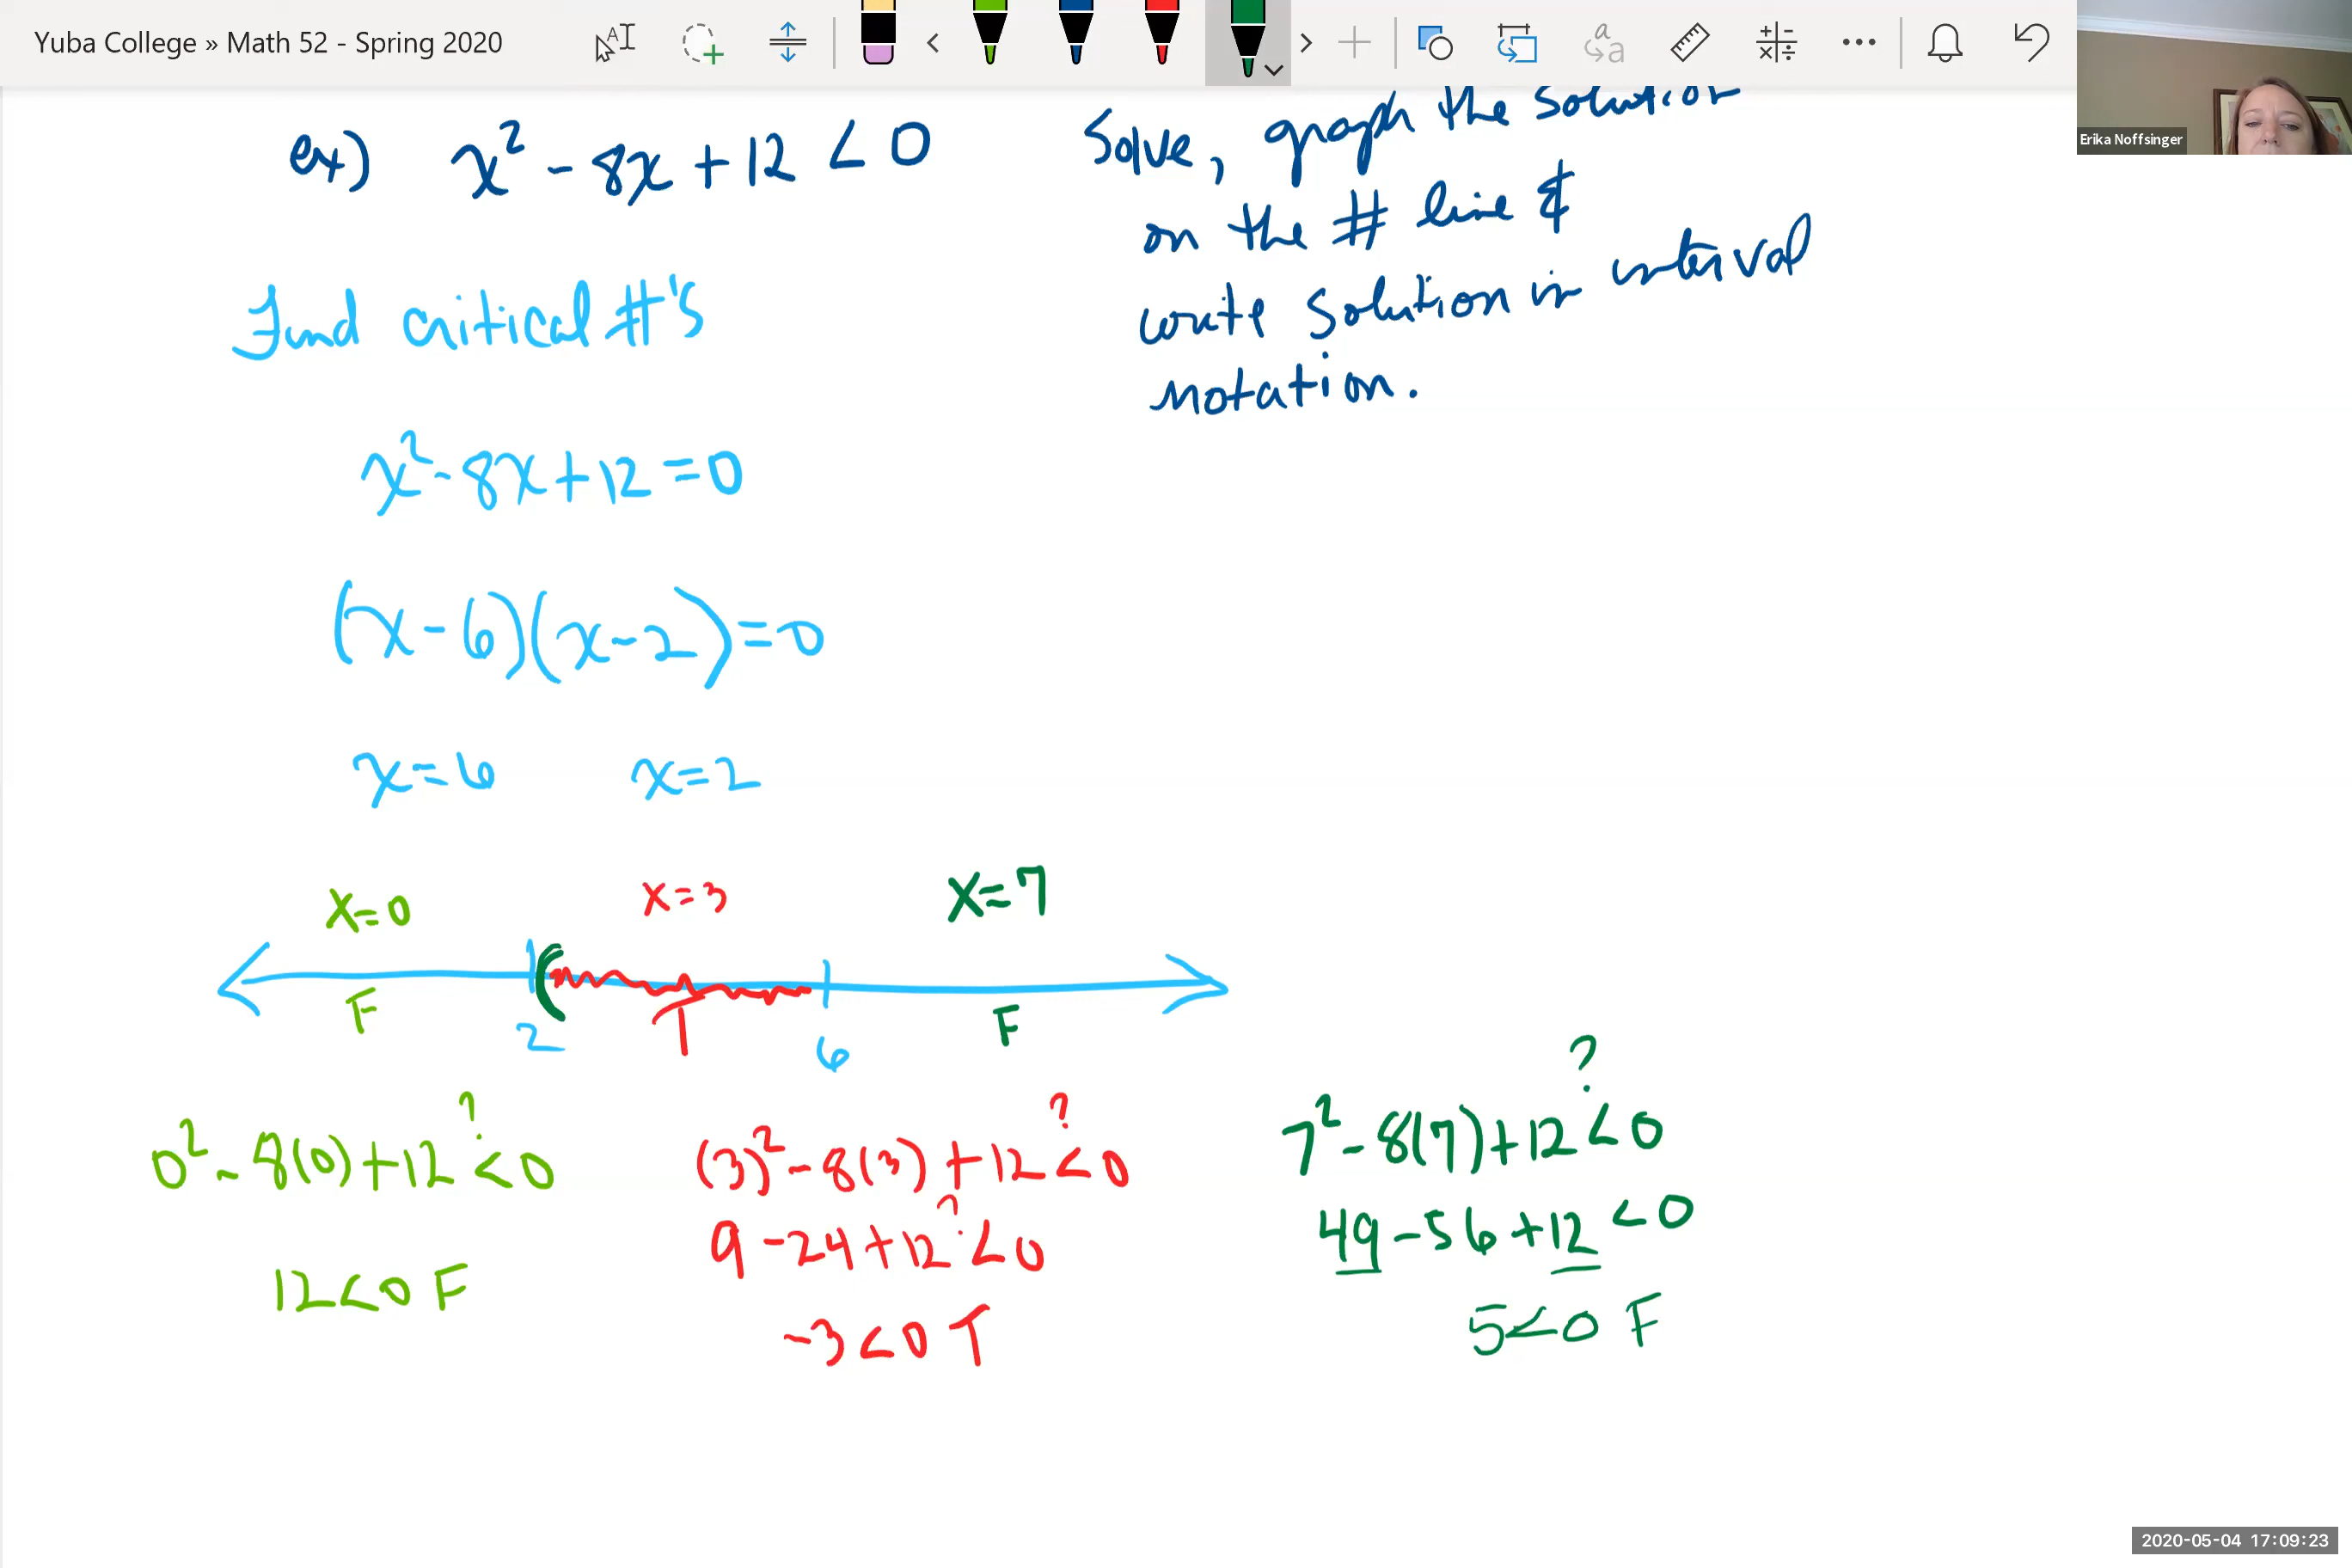 Yuba College » Math 52 - Spring 2020
Erika Noffsinger
ex) x² - 8x + 12 < 0
Solve, graph the solution
on the # line &
write solution in interval
notation.
Find critical #'s
x² - 8x + 12 = 0
(x - 6)(x - 2) = 0
x = 6 x = 2
x = 0 x = 3 x = 7
F T F
2 6
0² - 8(0) + 12 <? 0
12 < 0 F
(3)² - 8(3) + 12 <? 0
9 - 24 + 12 <? 0
-3 < 0 T
7² - 8(7) + 12 <? 0
49 - 56 + 12 < 0
5 < 0 F
2020-05-04 17:09:23